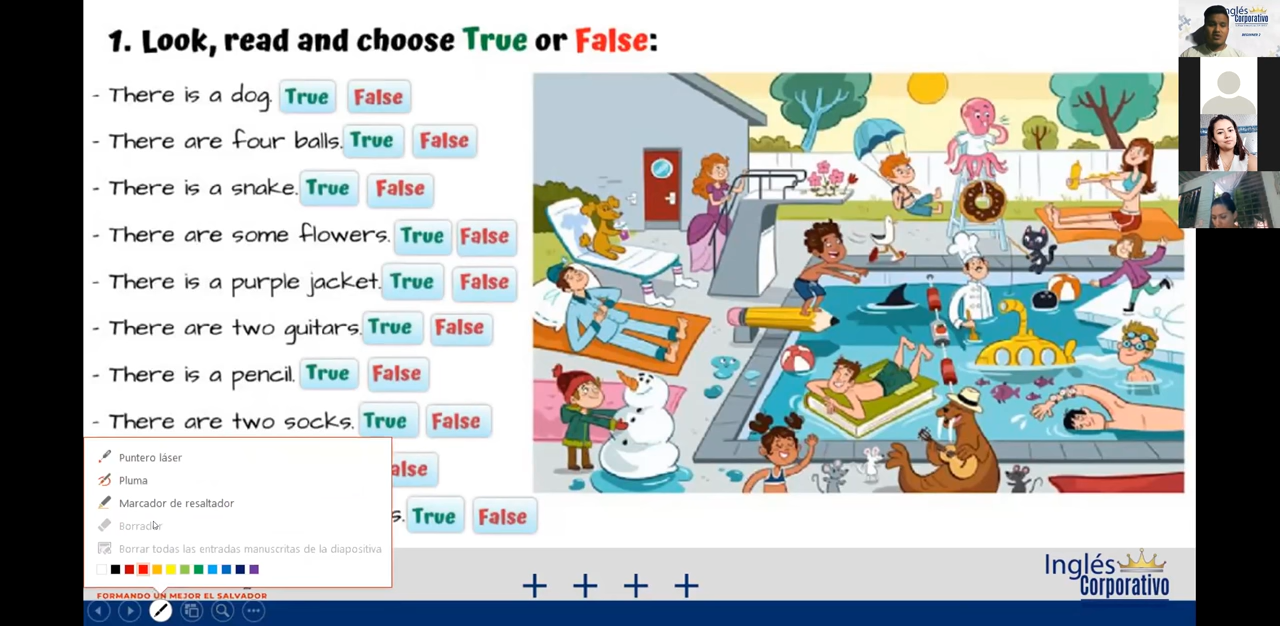 1. Look, read and choose True or False:
- There is a dog. True False
- There are four balls. True False
- There is a snake. True False
- There are some flowers. True False
- There is a purple jacket. True False
- There are two guitars. True False
- There is a pencil. True False
- There are two socks. True False
alse
s. True False
Puntero láser
Pluma
Marcador de resaltador
Borrador
Borrar todas las entradas manuscritas de la diapositiva
FORMANDO UN MEJOR EL SALVADOR
Inglés
Corporativo
Inglés
Corporativo